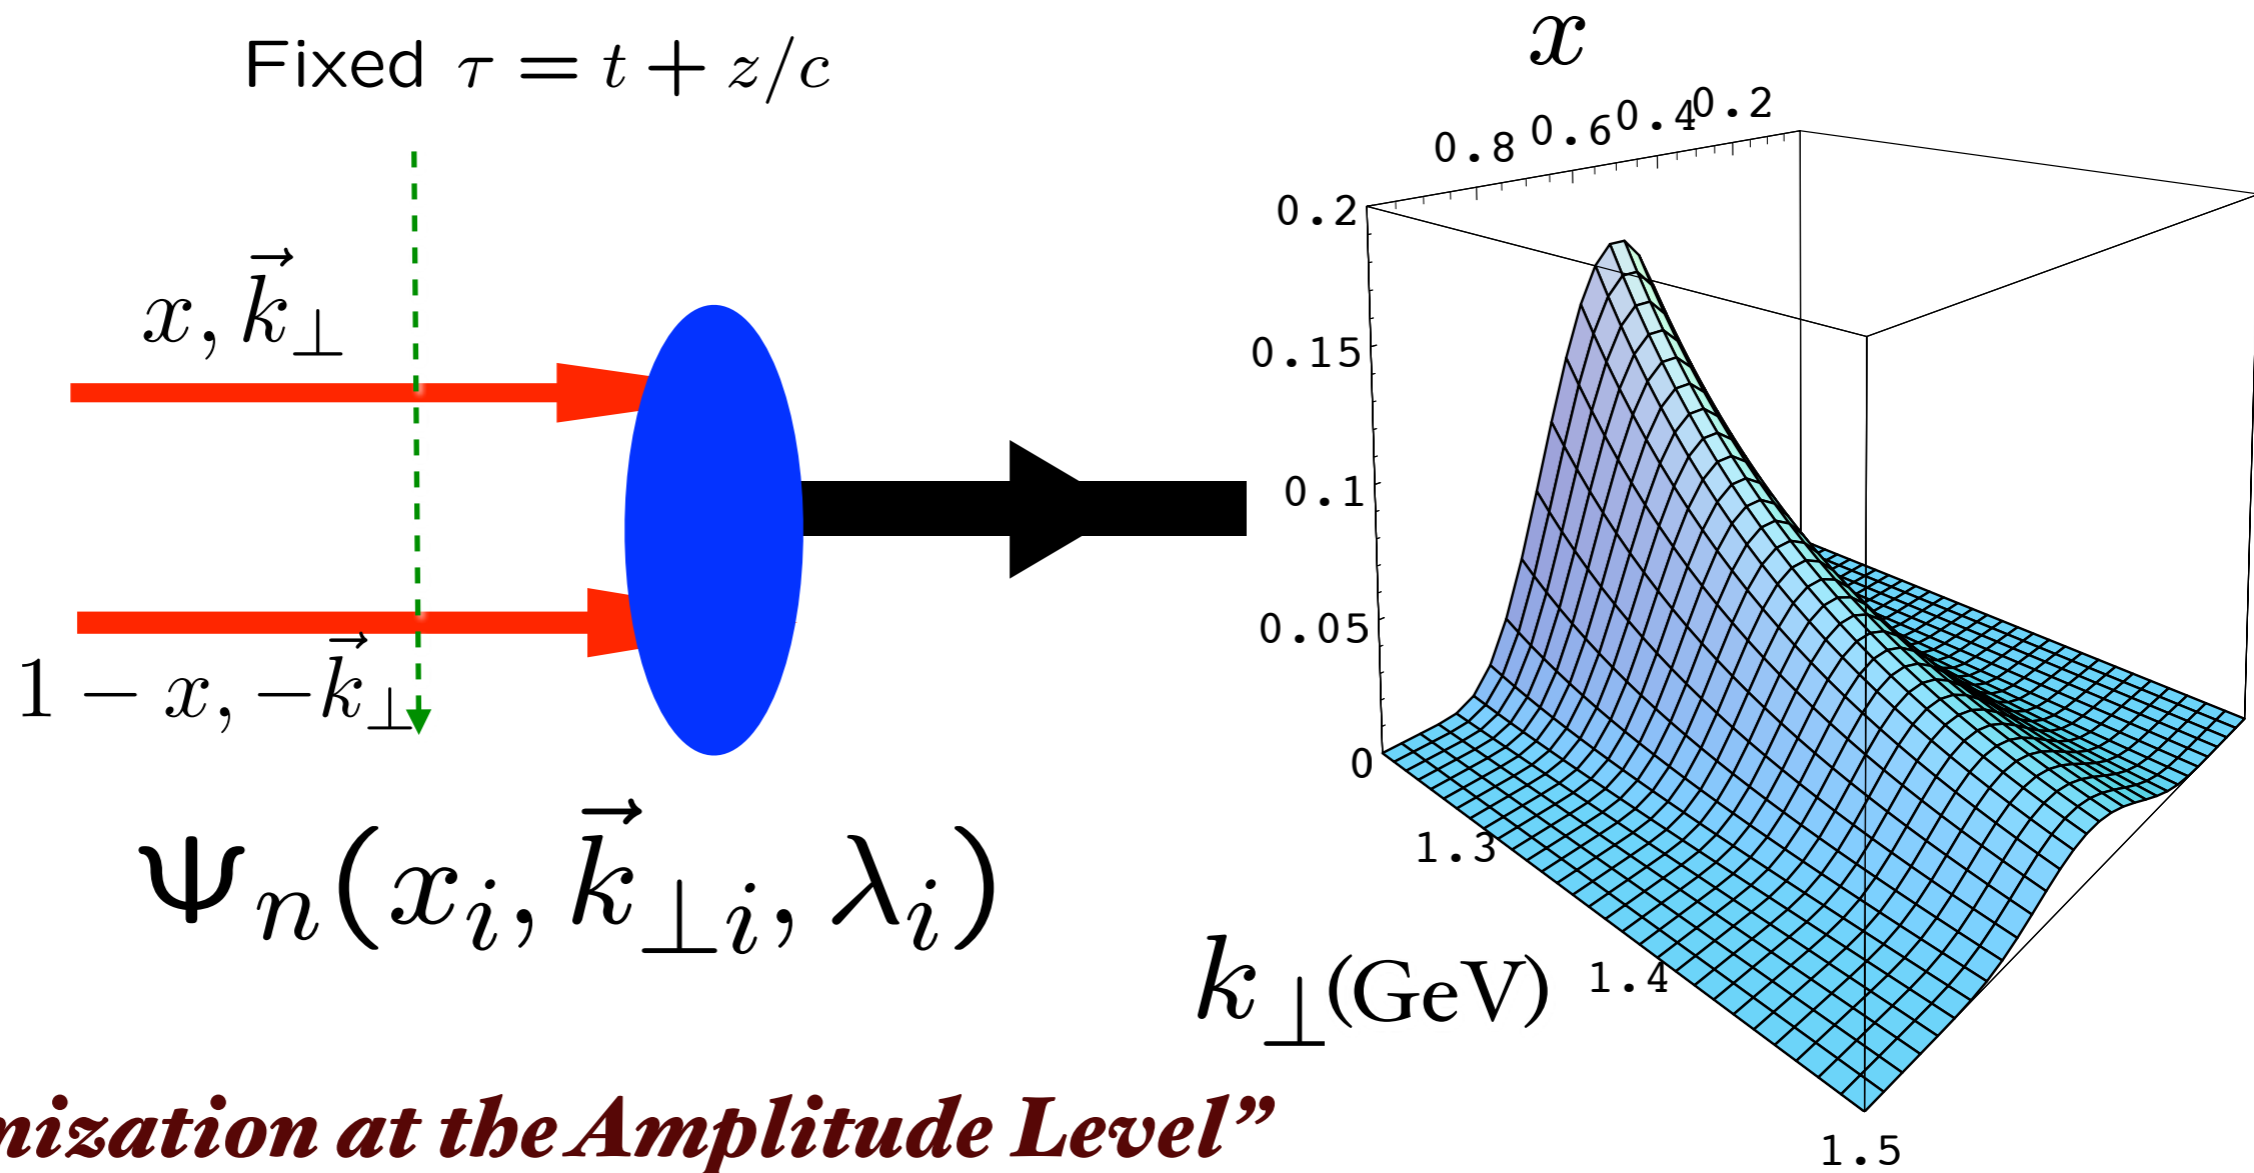 Fixed τ = t + z/c
x, k⃗⊥
1 − x, −k⃗⊥
Ψn(xi, k⃗⊥i, λi)
x
0.8 0.6 0.4 0.2
0.2
0.15
0.1
0.05
0
1.3
1.4
1.5
k⊥(GeV)
nization at the Amplitude Level”